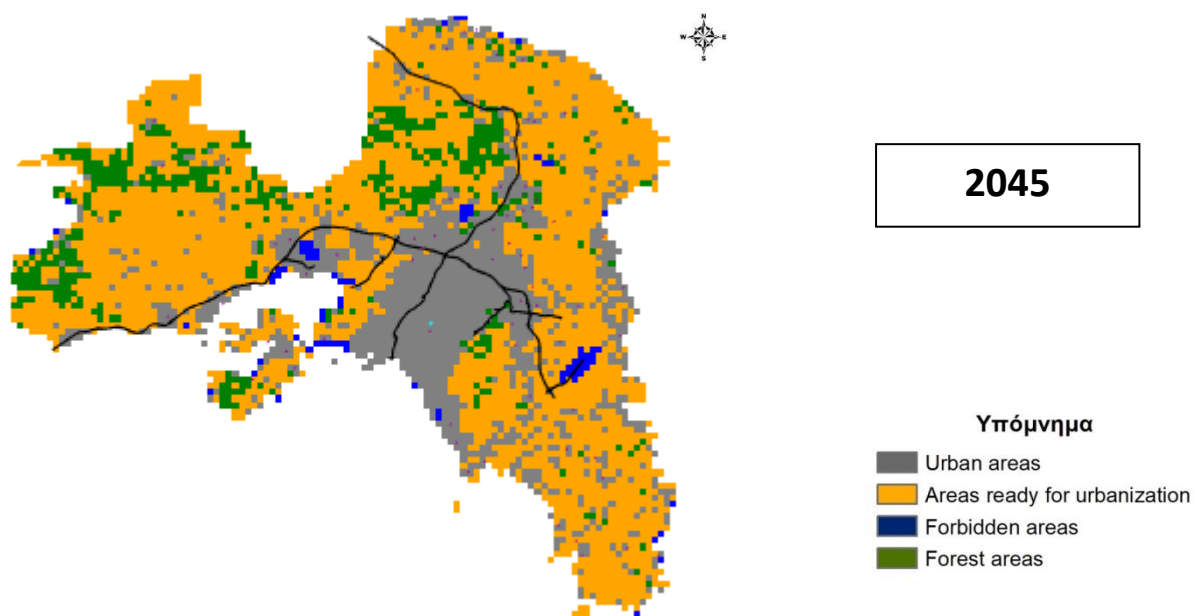 N
W E
S
2045
Υπόμνημα
Urban areas
Areas ready for urbanization
Forbidden areas
Forest areas